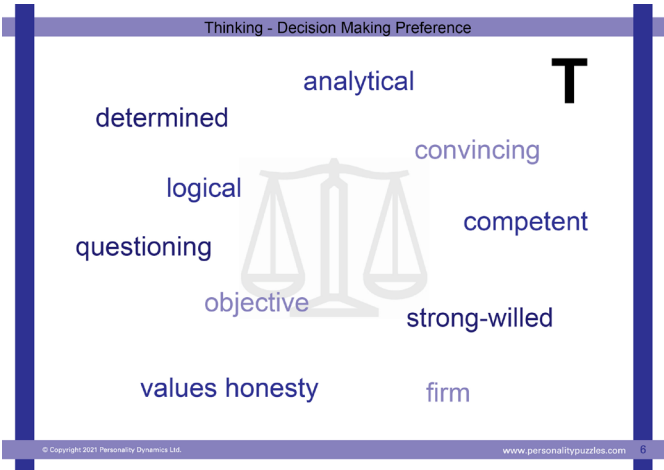 Thinking - Decision Making Preference
T
analytical
determined
convincing
logical
competent
questioning
objective
strong-willed
values honesty
firm
© Copyright 2021 Personality Dynamics Ltd.
www.personalitypuzzles.com 6